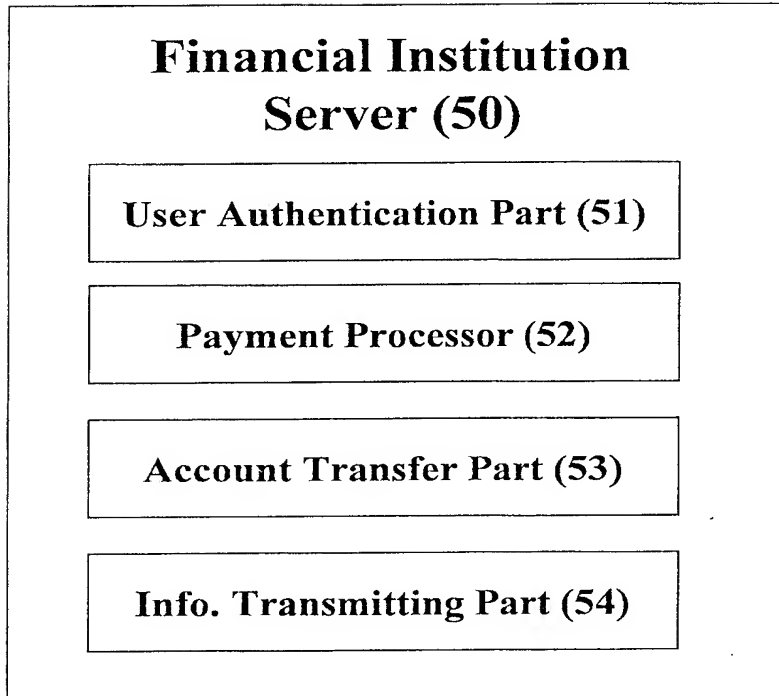 Financial Institution
Server (50)
User Authentication Part (51)
Payment Processor (52)
Account Transfer Part (53)
Info. Transmitting Part (54)